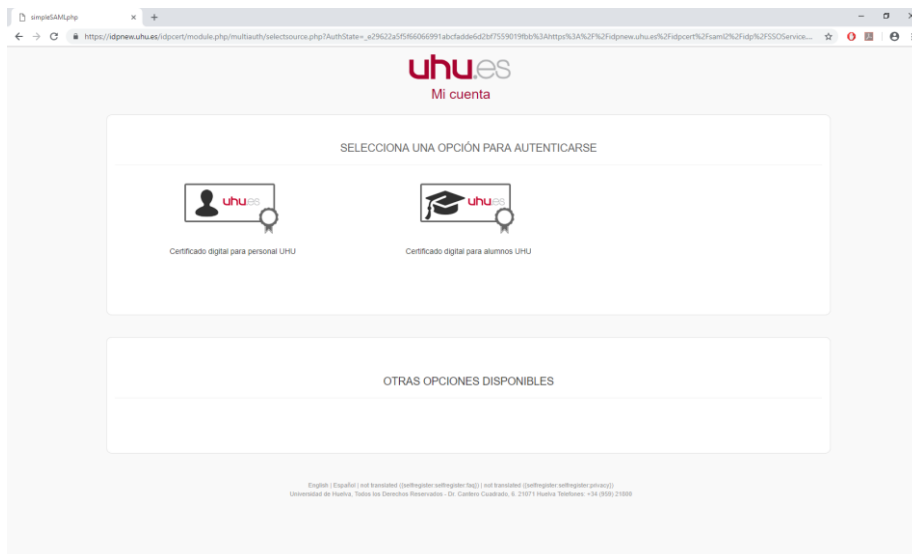 simpleSAMLphp
https://idpnew.uhu.es/idpcert/module.php/multiauth/selectsource.php?AuthState=_e29622a5f5f66066991abcfadde6d2bf7559019fbb%3Ahttps%3A%2F%2Fidpnew.uhu.es%2Fidpcert%2Fsaml2%2Fidp%2FSSOService....
uhu.es
Mi cuenta
SELECCIONA UNA OPCIÓN PARA AUTENTICARSE
uhu.es
uhu.es
Certificado digital para personal UHU
Certificado digital para alumnos UHU
OTRAS OPCIONES DISPONIBLES
English | Español | not translated ({selfregister:selfregister:faq}) | not translated ({selfregister:selfregister:privacy})
Universidad de Huelva, Todos los Derechos Reservados - Dr. Cantero Cuadrado, 6. 21071 Huelva Telefones: +34 (959) 21800